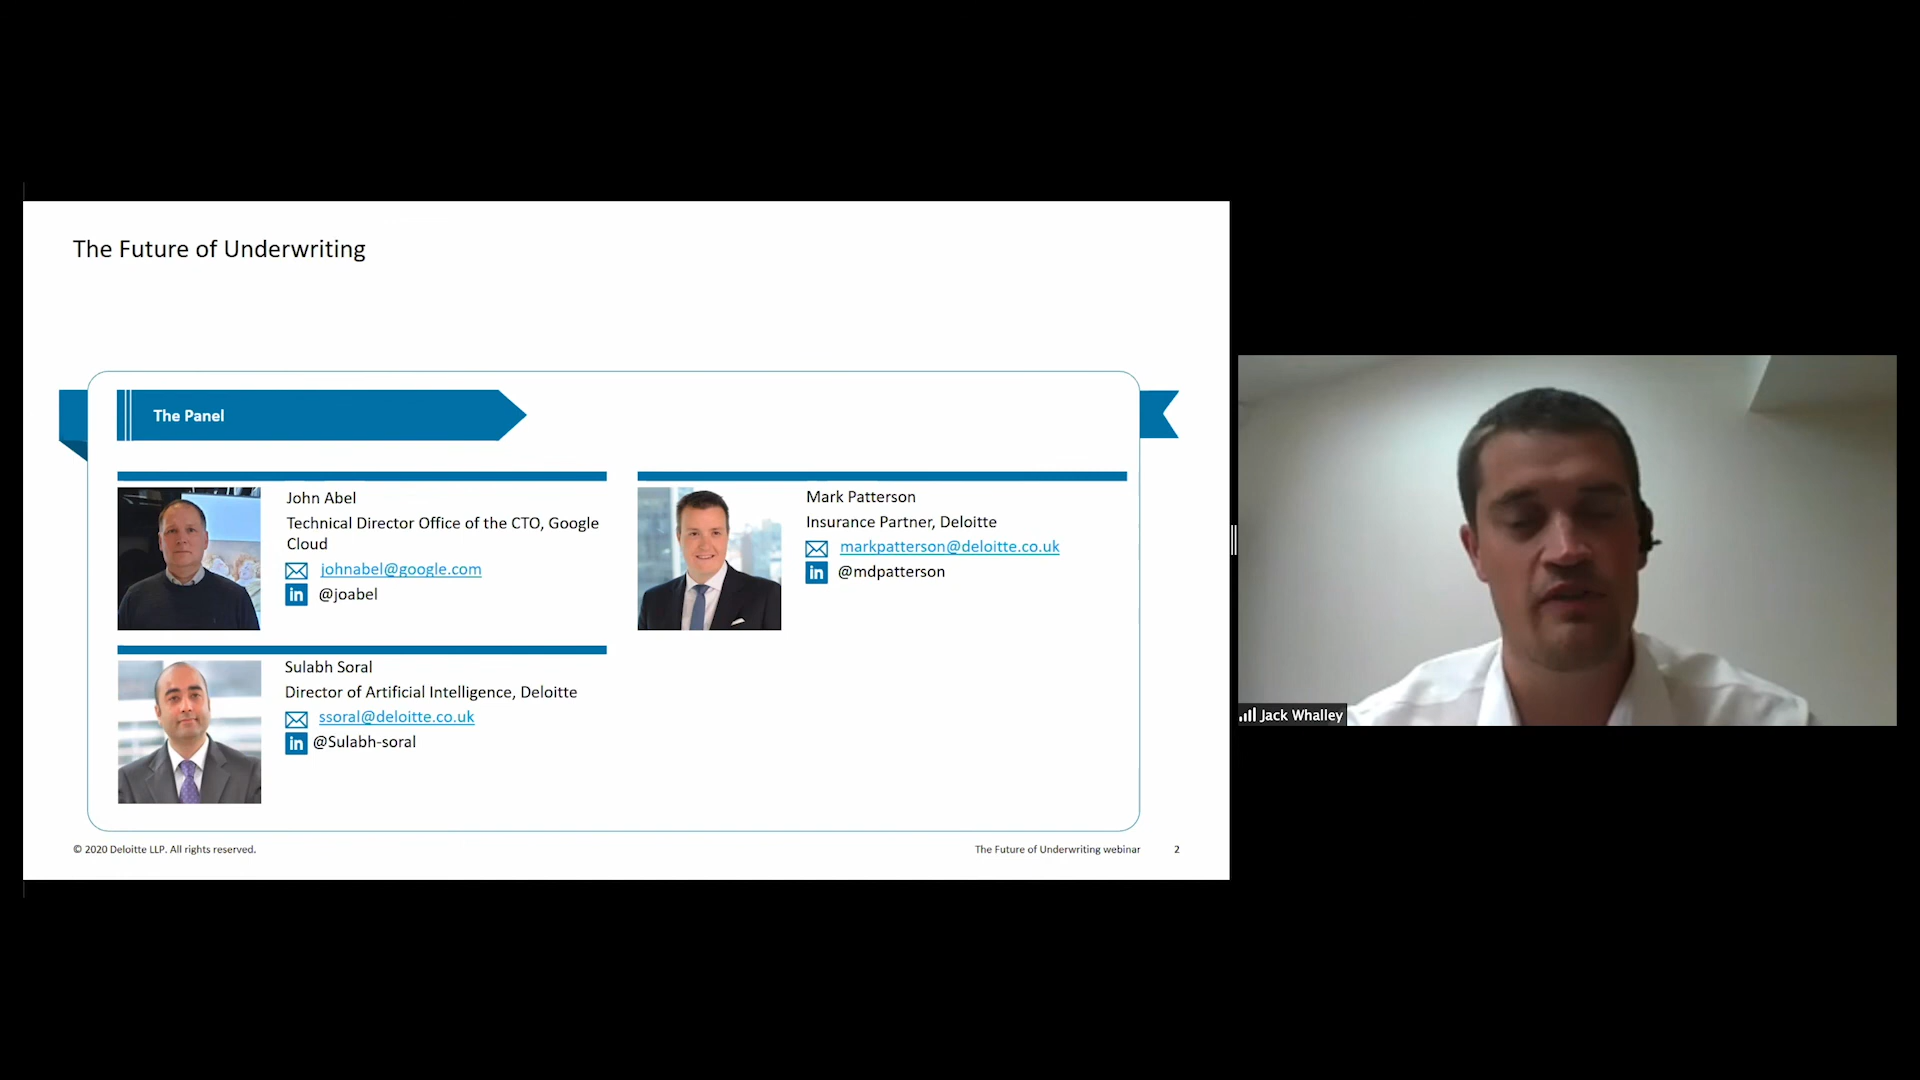 The Future of Underwriting
The Panel
John Abel
Technical Director Office of the CTO, Google
Cloud
johnabel@google.com
in @joabel
Mark Patterson
Insurance Partner, Deloitte
markpatterson@deloitte.co.uk
in @mdpatterson
Sulabh Soral
Director of Artificial Intelligence, Deloitte
ssoral@deloitte.co.uk
in @Sulabh-soral
© 2020 Deloitte LLP. All rights reserved.
The Future of Underwriting webinar 2
Jack Whalley